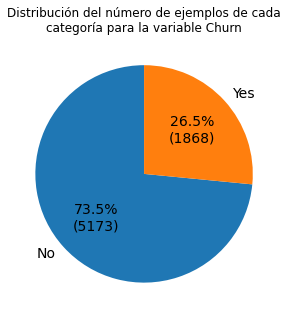 Distribución del número de ejemplos de cada
categoría para la variable Churn
Yes
26.5%
(1868)
73.5%
(5173)
No